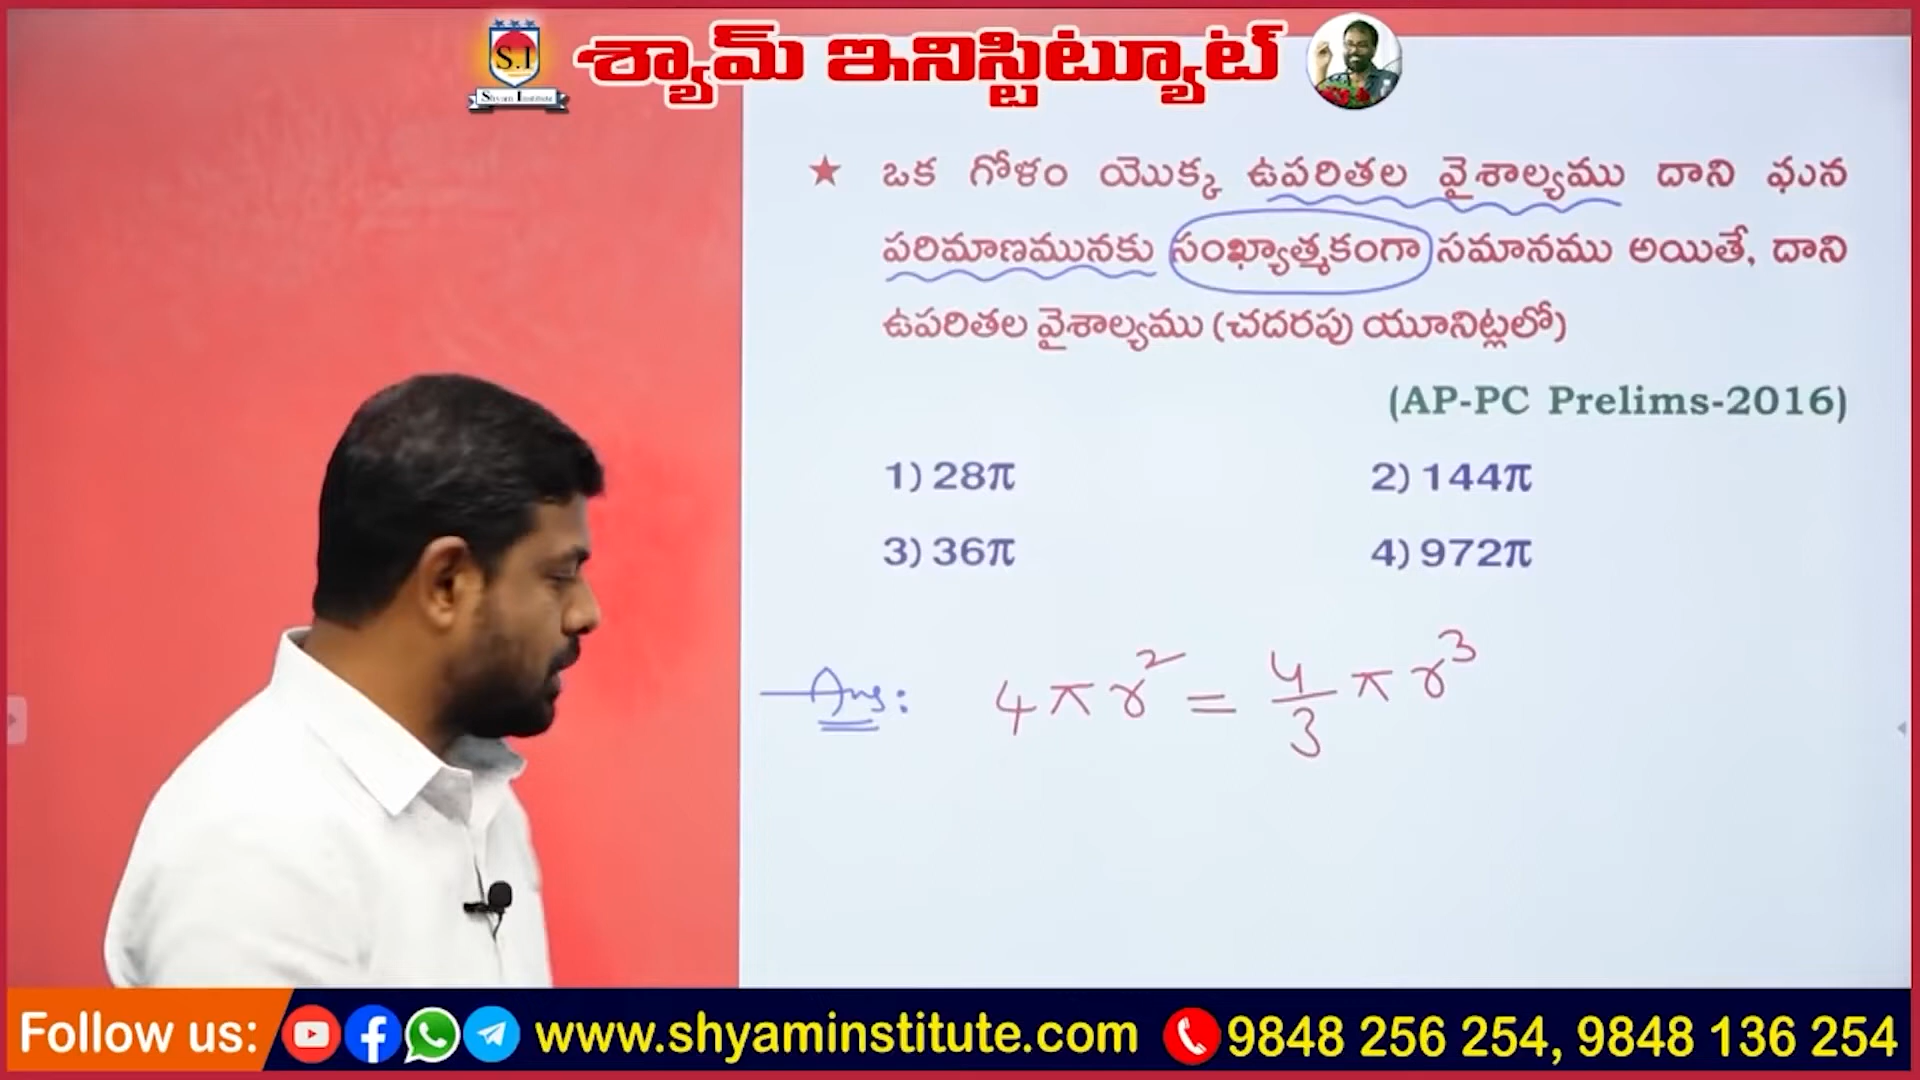 S.I
Shyam Institute
శ్యామ్ ఇనిస్టిట్యూట్
★ ఒక గోళం యొక్క ఉపరితల వైశాల్యము దాని ఘన
పరిమాణమునకు సంఖ్యాత్మకంగా సమానము అయితే, దాని
ఉపరితల వైశాల్యము (చదరపు యూనిట్లలో)
(AP-PC Prelims-2016)
1) 28π 2) 144π
3) 36π 4) 972π
Ans: 4πr² = 4/3 πr³
Follow us: www.shyaminstitute.com 9848 256 254, 9848 136 254